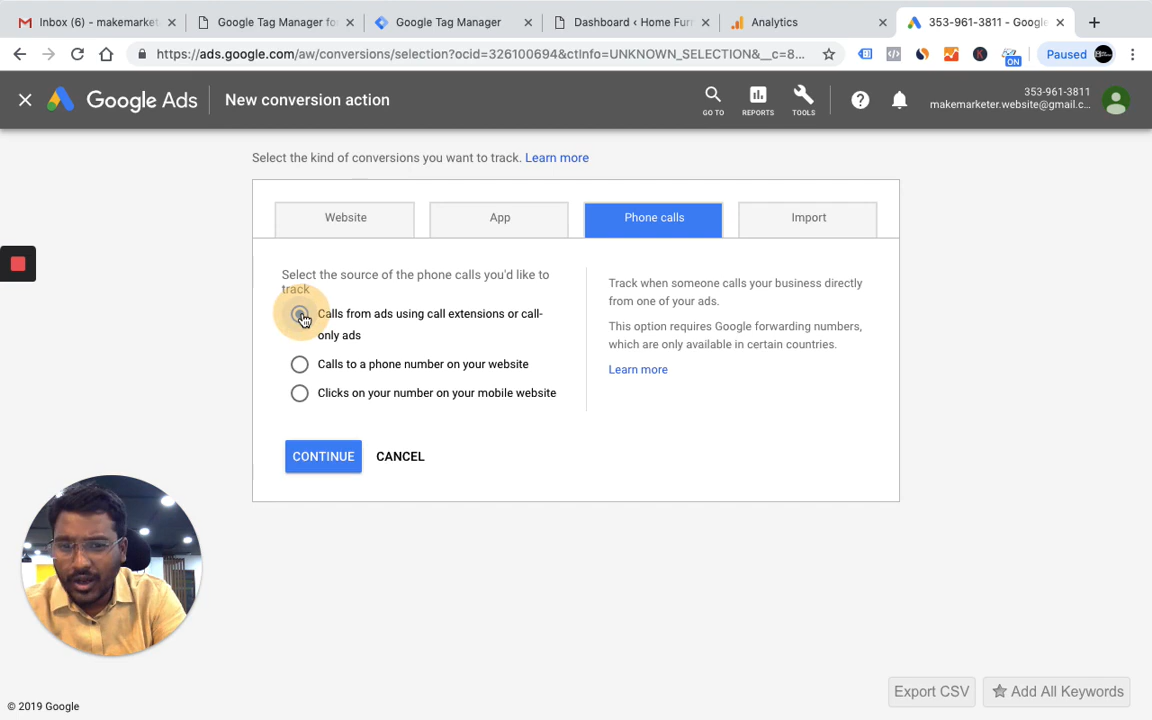 Inbox (6) - makemarket
Google Tag Manager fo
Google Tag Manager
Dashboard ‹ Home Furn
Analytics
353-961-3811 - Google
https://ads.google.com/aw/conversions/selection?ocid=326100694&ctInfo=UNKNOWN_SELECTION&__c=8...
ON
Paused
Google Ads
New conversion action
GO TO
REPORTS
TOOLS
353-961-3811
makemarketer.website@gmail.c...
Select the kind of conversions you want to track. Learn more
Website
App
Phone calls
Import
Select the source of the phone calls you'd like to
track
Calls from ads using call extensions or call-
only ads
Calls to a phone number on your website
Clicks on your number on your mobile website
Track when someone calls your business directly
from one of your ads.
This option requires Google forwarding numbers,
which are only available in certain countries.
Learn more
CONTINUE
CANCEL
Export CSV
Add All Keywords
© 2019 Google